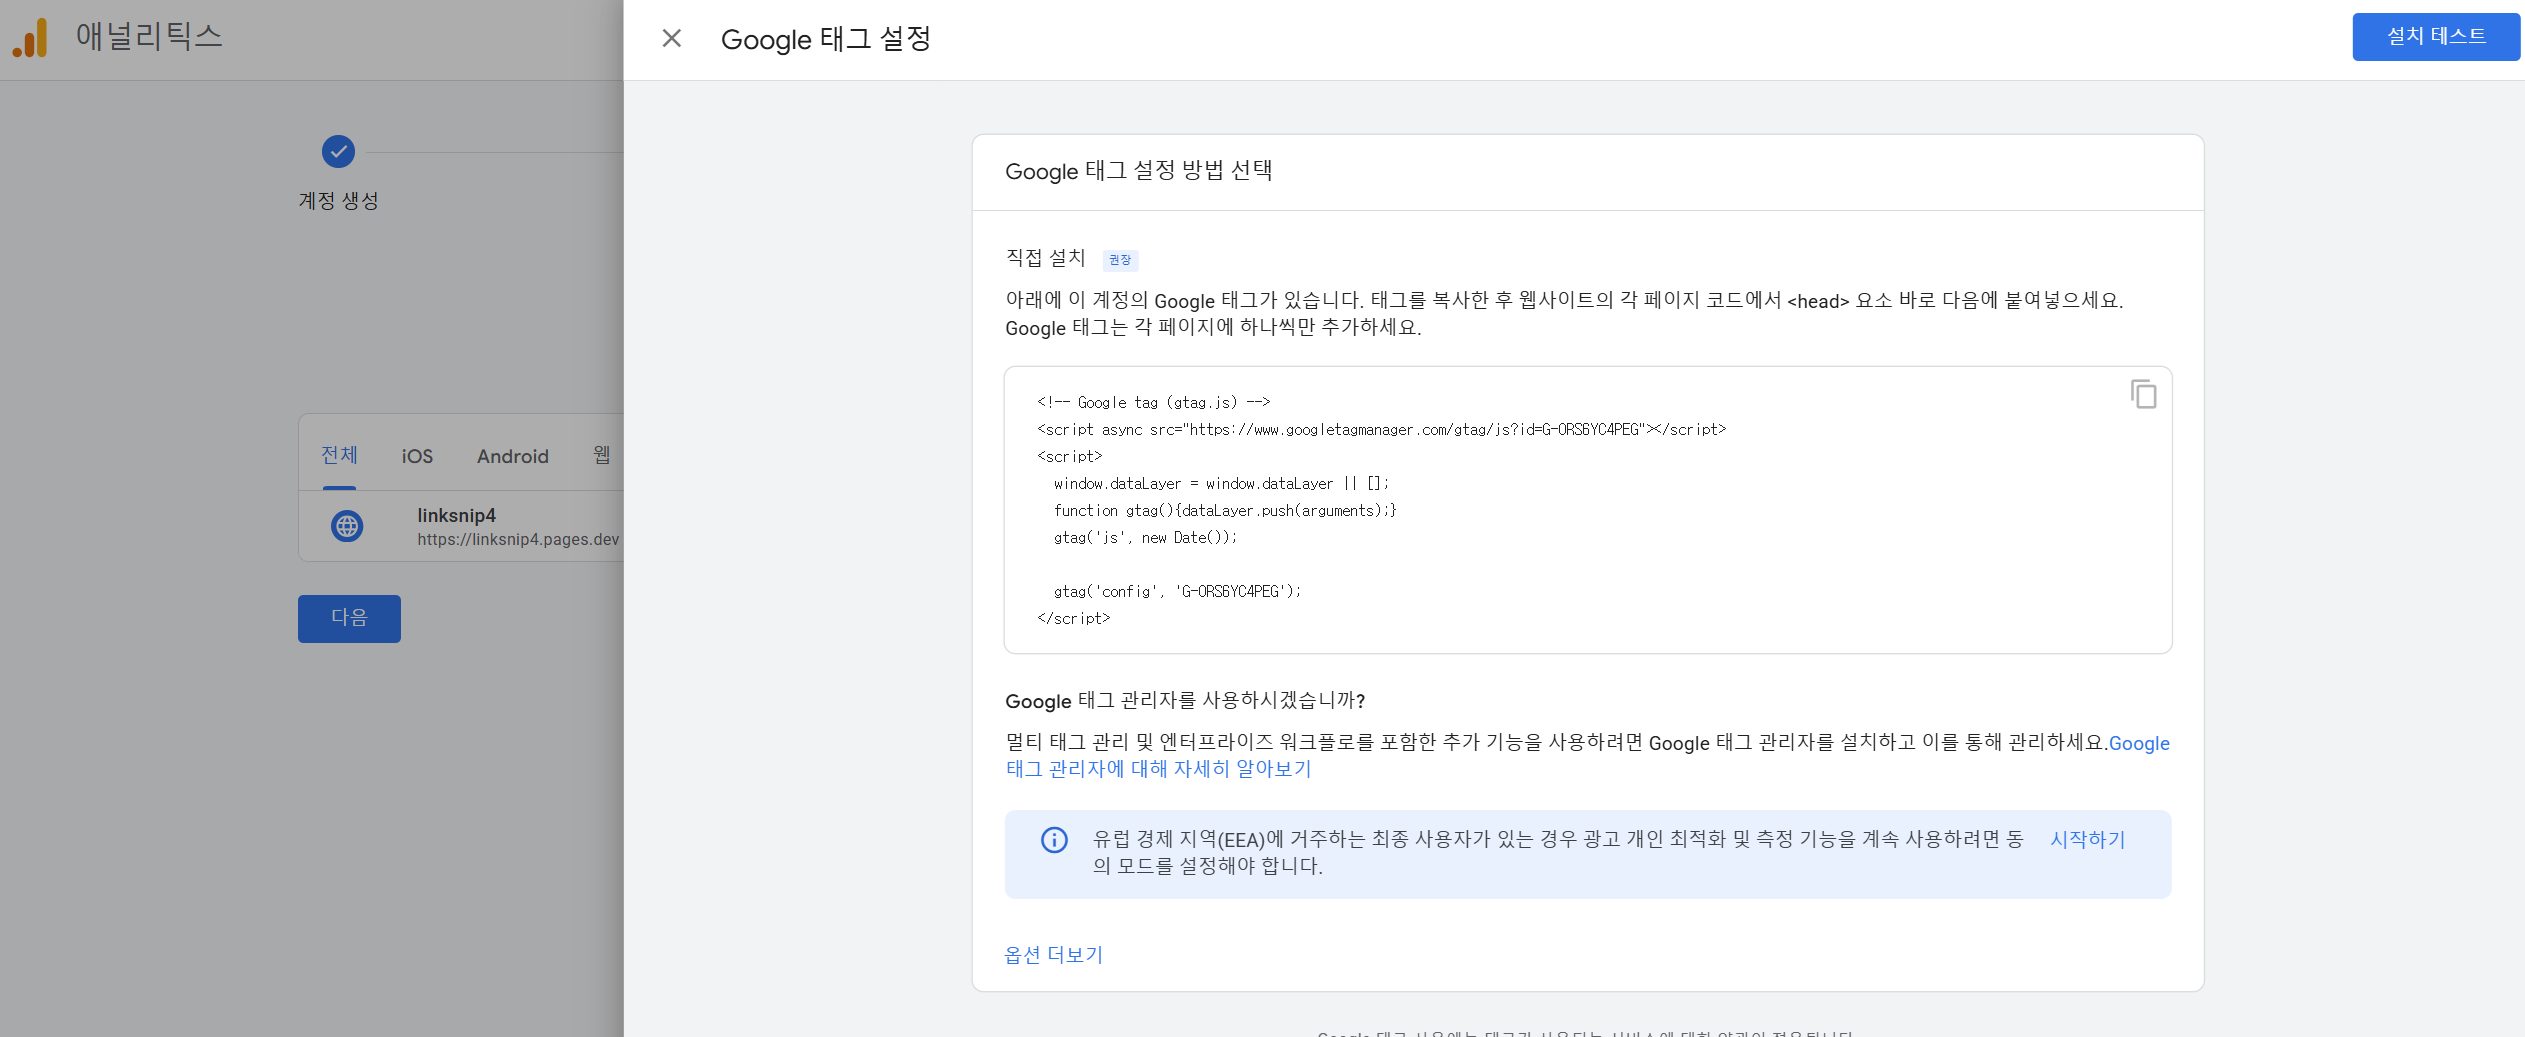 애널리틱스
Google 태그 설정
설치 테스트
계정 생성
Google 태그 설정 방법 선택
직접 설치 권장
아래에 이 계정의 Google 태그가 있습니다. 태그를 복사한 후 웹사이트의 각 페이지 코드에서 <head> 요소 바로 다음에 붙여넣으세요.
Google 태그는 각 페이지에 하나씩만 추가하세요.
<!-- Google tag (gtag.js) -->
<script async src="https://www.googletagmanager.com/gtag/js?id=G-0RS6YC4PEG"></script>
<script>
window.dataLayer = window.dataLayer || [];
function gtag(){dataLayer.push(arguments);}
gtag('js', new Date());
gtag('config', 'G-0RS6YC4PEG');
</script>
전체 iOS Android 웹
linksnip4
https://linksnip4.pages.dev
다음
Google 태그 관리자를 사용하시겠습니까?
멀티 태그 관리 및 엔터프라이즈 워크플로를 포함한 추가 기능을 사용하려면 Google 태그 관리자를 설치하고 이를 통해 관리하세요.Google
태그 관리자에 대해 자세히 알아보기
유럽 경제 지역(EEA)에 거주하는 최종 사용자가 있는 경우 광고 개인 최적화 및 측정 기능을 계속 사용하려면 동
의 모드를 설정해야 합니다.
시작하기
옵션 더보기